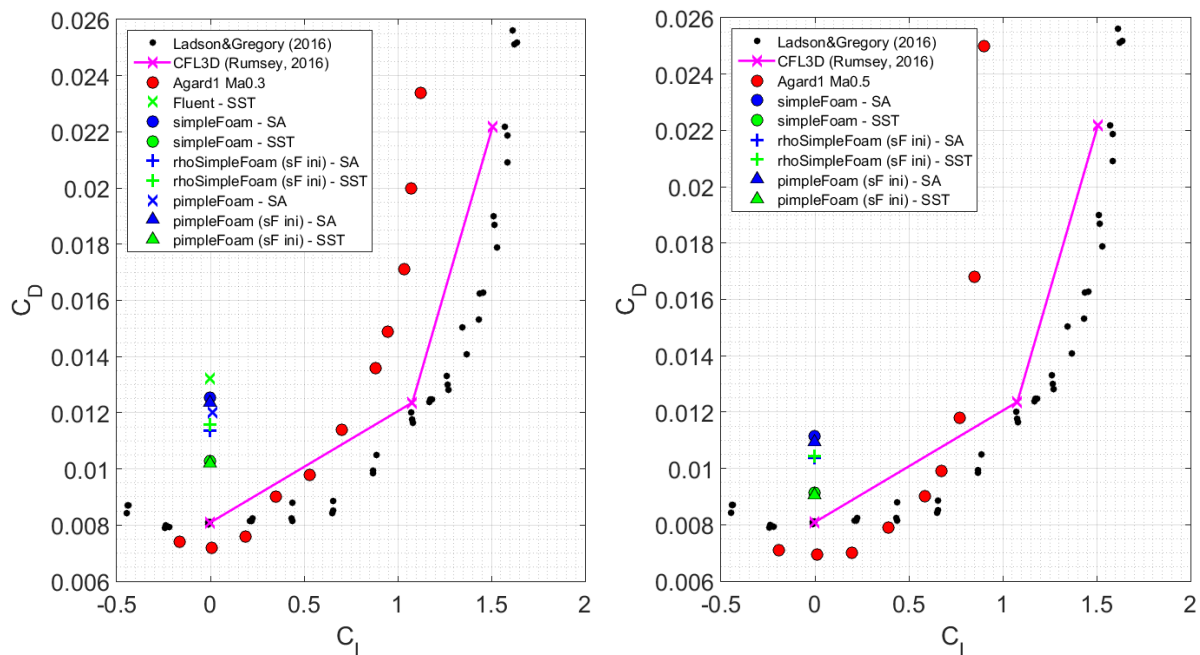 0.026
0.024
0.022
0.02
0.018
0.016
0.014
0.012
0.01
0.008
0.006
C_D
Ladson&Gregory (2016)
CFL3D (Rumsey, 2016)
Agard1 Ma0.3
Fluent - SST
simpleFoam - SA
simpleFoam - SST
rhoSimpleFoam (sF ini) - SA
rhoSimpleFoam (sF ini) - SST
pimpleFoam - SA
pimpleFoam (sF ini) - SA
pimpleFoam (sF ini) - SST
-0.5 0 0.5 1 1.5 2
C_L
0.026
0.024
0.022
0.02
0.018
0.016
0.014
0.012
0.01
0.008
0.006
C_D
Ladson&Gregory (2016)
CFL3D (Rumsey, 2016)
Agard1 Ma0.5
simpleFoam - SA
simpleFoam - SST
rhoSimpleFoam (sF ini) - SA
rhoSimpleFoam (sF ini) - SST
pimpleFoam (sF ini) - SA
pimpleFoam (sF ini) - SST
-0.5 0 0.5 1 1.5 2
C_L